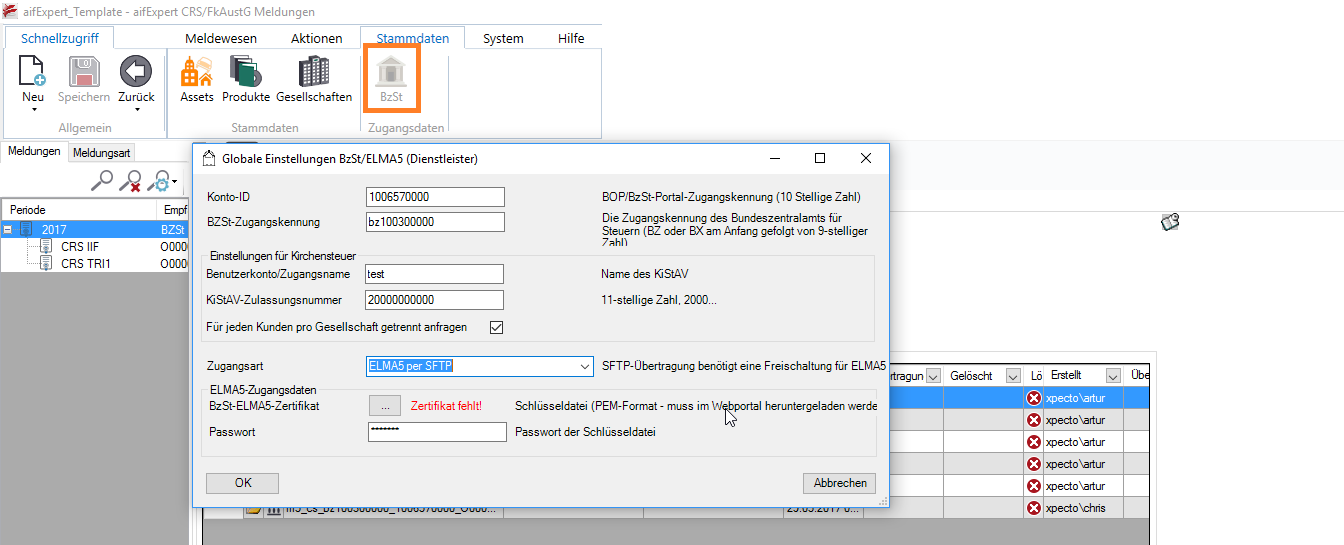 aifExpert_Template - aifExpert CRS/FkAustG Meldungen
Schnellzugriff Meldewesen Aktionen Stammdaten System Hilfe
Neu Speichern Zurück Assets Produkte Gesellschaften BzSt
Allgemein Stammdaten Zugangsdaten
Meldungen Meldungsart
Globale Einstellungen BzSt/ELMA5 (Dienstleister)
Konto-ID 1006570000 BOP/BzSt-Portal-Zugangskennung (10 Stellige Zahl)
BZSt-Zugangskennung bz100300000 Die Zugangskennung des Bundeszentralamts für
Steuern (BZ oder BX am Anfang gefolgt von 9-stelliger
Zahl)
Einstellungen für Kirchensteuer
Benutzerkonto/Zugangsname test Name des KiStAV
KiStAV-Zulassungsnummer 20000000000 11-stellige Zahl, 2000...
Für jeden Kunden pro Gesellschaft getrennt anfragen
Zugangsart ELMA5 per SFTP SFTP-Übertragung benötigt eine Freischaltung für ELMA5
ELMA5-Zugangsdaten
BzSt-ELMA5-Zertifikat ... Zertifikat fehlt! Schlüsseldatei (PEM-Format - muss im Webportal heruntergeladen werde
Passwort ******* Passwort der Schlüsseldatei
OK Abbrechen
Periode Empf
2017 BZSt
CRS IIF O000
CRS TRI1 O000
rtragun Gelöscht Lö Erstellt Übe
xpecto\artur
xpecto\artur
xpecto\artur
xpecto\artur
xpecto\artur
xpecto\chris